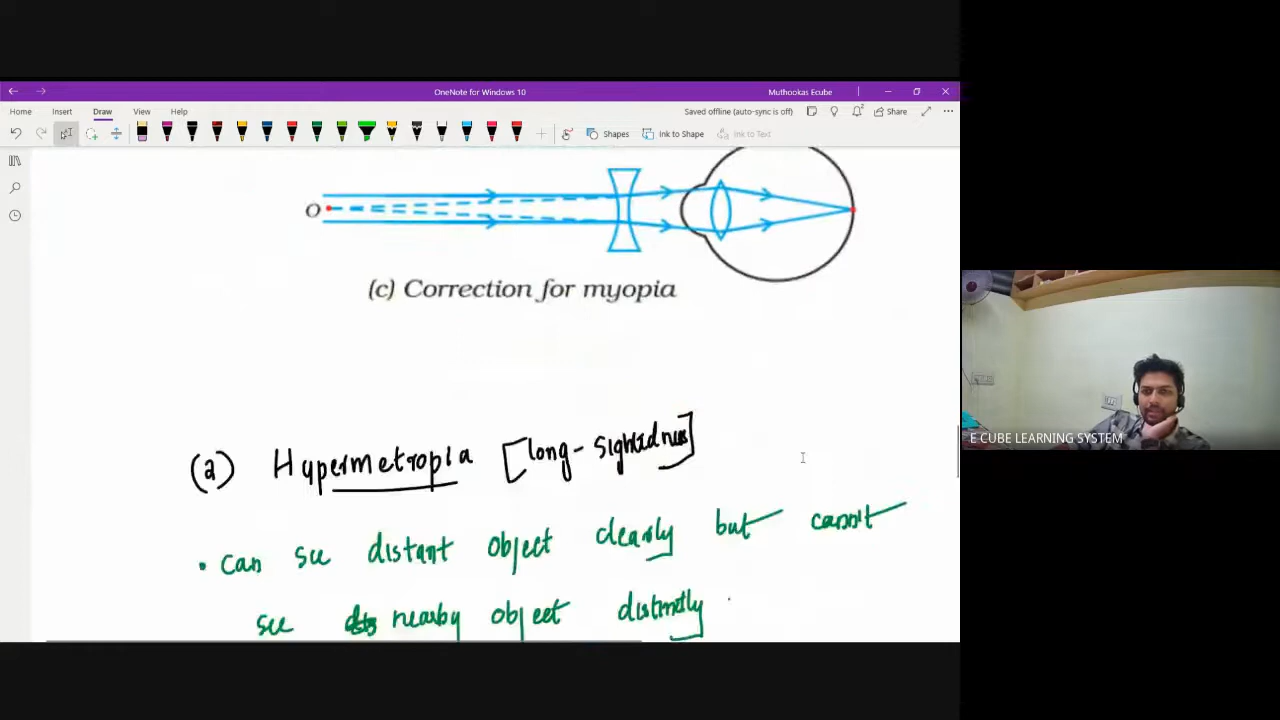 OneNote for Windows 10
Muthookas Ecube
Home Insert Draw View Help
Saved offline (auto-sync is off)
Share
Shapes
Ink to Shape
Ink to Text
O
(c) Correction for myopia
(2) Hypermetropia [long-sightedness]
• can see distant object clearly but cannot
see nearby object distinctly
E CUBE LEARNING SYSTEM